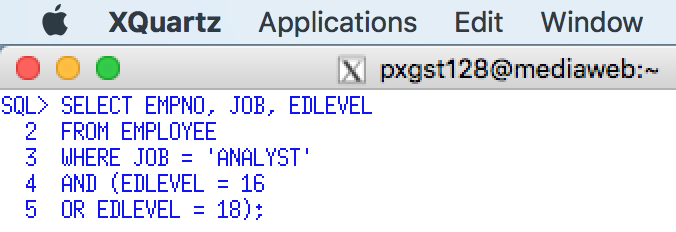 XQuartz Applications Edit Window
X pxgst128@mediaweb:~
SQL> SELECT EMPNO, JOB, EDLEVEL
2 FROM EMPLOYEE
3 WHERE JOB = 'ANALYST'
4 AND (EDLEVEL = 16
5 OR EDLEVEL = 18);